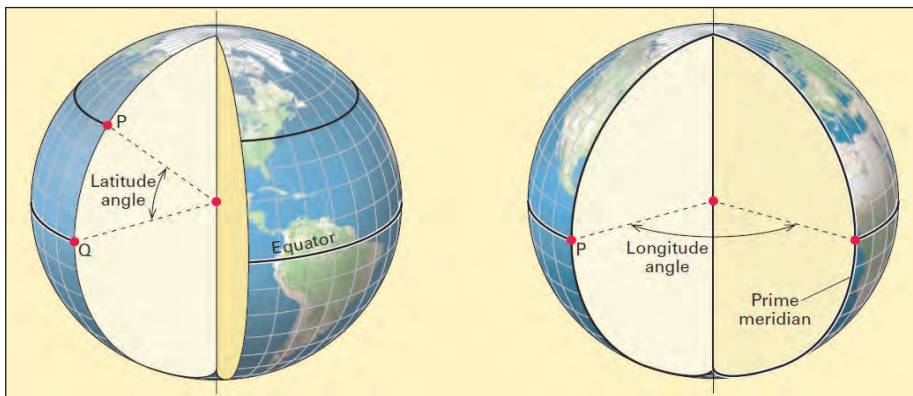 P
Latitude
angle
Q
Equator
P
Longitude
angle
Prime
meridian